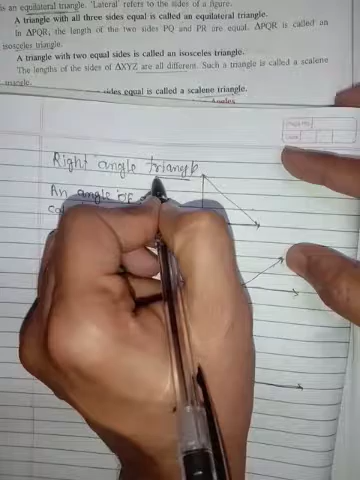 is an equilateral triangle. 'Lateral' refers to the sides of a figure.
A triangle with all three sides equal is called an equilateral triangle.
In ΔPQR, the length of the two sides PQ and PR are equal. ΔPQR is called an
isosceles triangle.
A triangle with two sides equal is called an isosceles triangle.
The lengths of the sides of ΔXYZ are all different. Such a triangle is called a scalene
triangle.
sides equal is called a scalene triangle.
Angles
Right angle triangle
An angle of